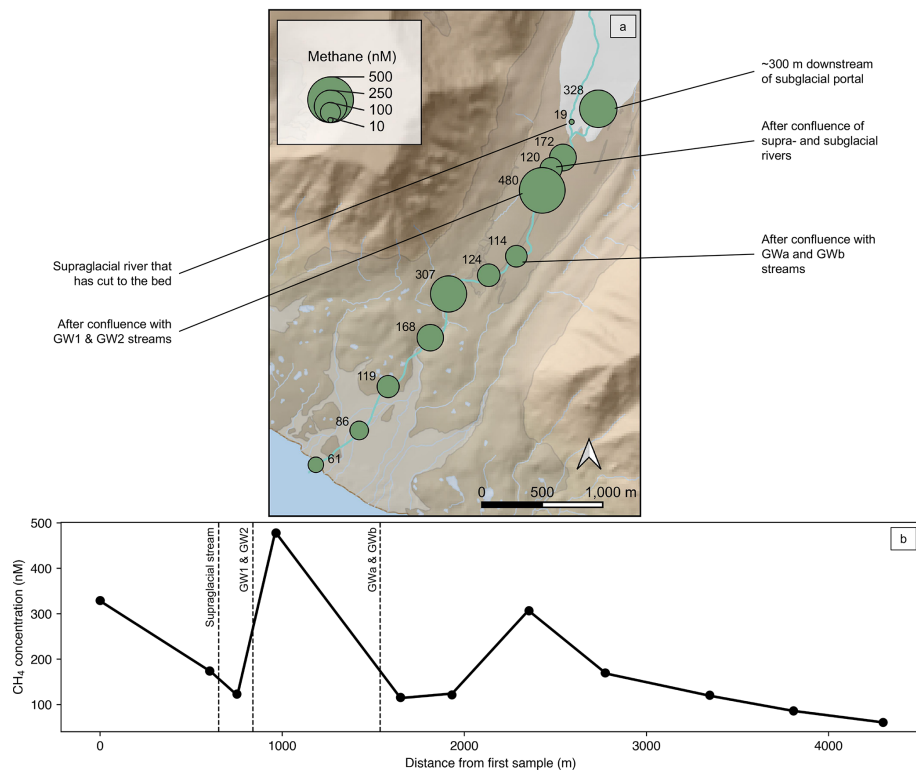 a
Methane (nM)
500
250
100
10
328
19
172
120
480
114
124
307
168
119
86
61
~300 m downstream
of subglacial portal
After confluence of
supra- and subglacial
rivers
After confluence with
GWa and GWb
streams
Supraglacial river that
has cut to the bed
After confluence with
GW1 & GW2 streams
0 500 1,000 m
b
CH₄ concentration (nM)
500
400
300
200
100
Supraglacial stream
GW1 & GW2
GWa & GWb
0 1000 2000 3000 4000
Distance from first sample (m)